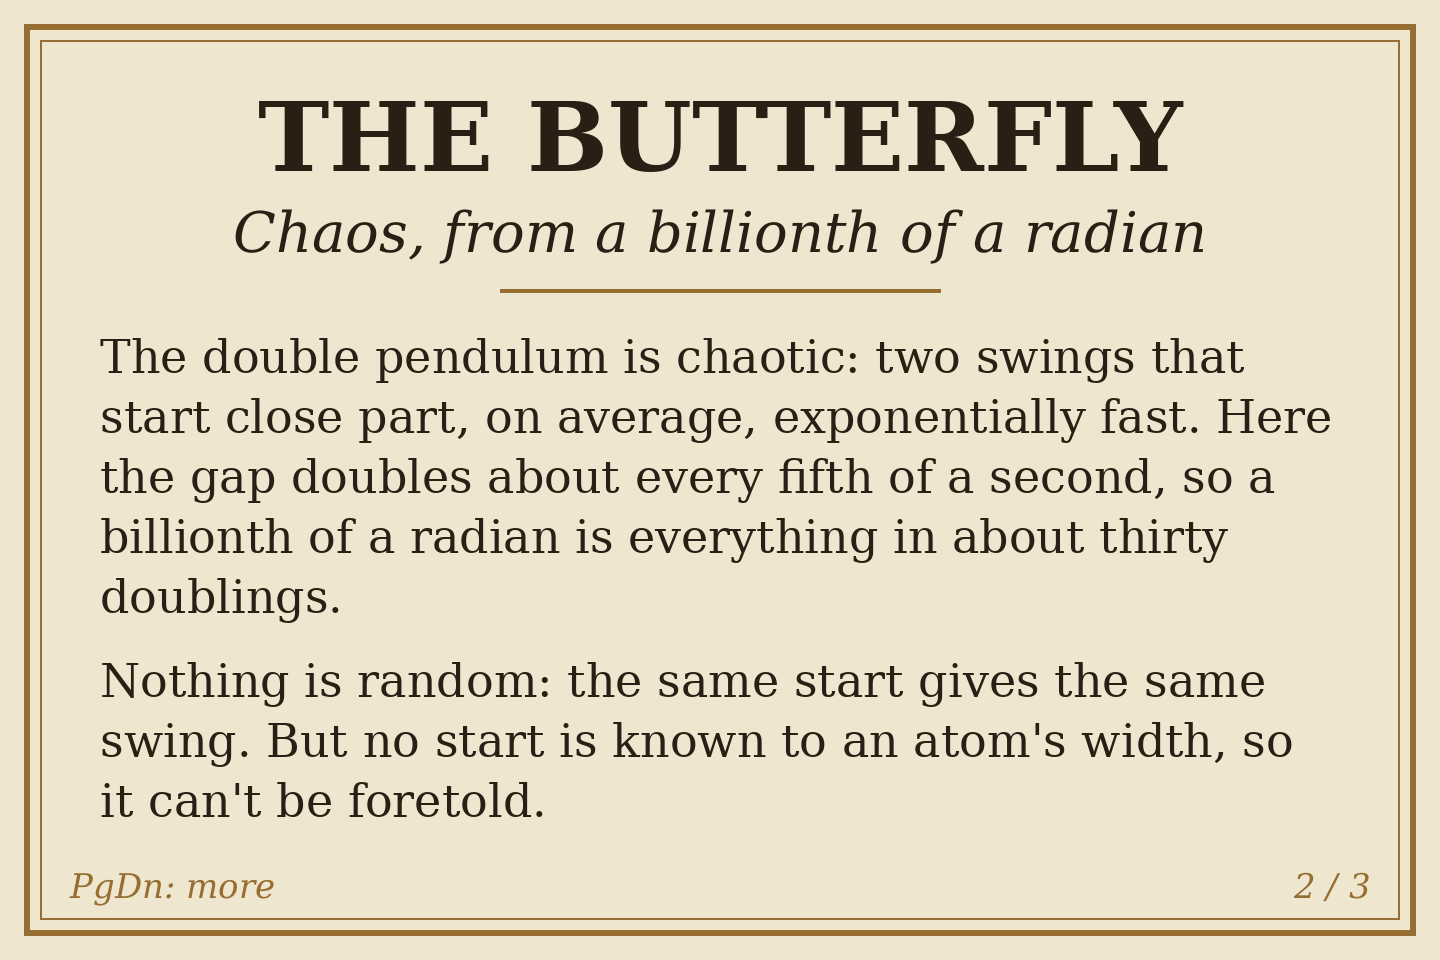 THE BUTTERFLY
Chaos, from a billionth of a radian
The double pendulum is chaotic: two swings that
start close part, on average, exponentially fast. Here
the gap doubles about every fifth of a second, so a
billionth of a radian is everything in about thirty
doublings.
Nothing is random: the same start gives the same
swing. But no start is known to an atom's width, so
it can't be foretold.
PgDn: more
2 / 3